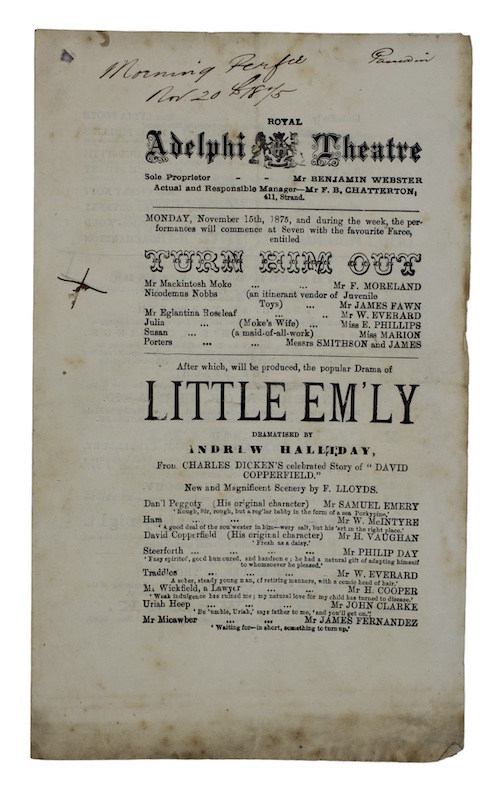 Morning Perfce
Nov 20th 1875
ROYAL
Adelphi Theatre
Sole Proprietor - - Mr BENJAMIN WEBSTER
Actual and Responsible Manager—Mr F. B, CHATTERTON,
411, Strand.
MONDAY, November 15th, 1875, and during the week, the per-
formances will commence at Seven with the favourite Farce,
entitled
TURN HIM OUT
Mr Mackintosh Moke ... ... Mr F. MORELAND
Nicodemus Nobbs (an itinerant vendor of Juvenile
Toys) ... Mr JAMES FAWN
Mr Eglantina Roseleaf ... .. Mr W. EVERARD
Julia ... (Moke's Wife) ... Miss E. PHILLIPS
Susan ... (a maid-of-all-work) Miss MARION
Porters ... ... Messrs SMITHSON and JAMES
After which, will be produced, the popular Drama of
LITTLE EM'LY
DRAMATISED BY
ANDREW HALLIDAY,
From CHARLES DICKEN'S celebrated Story of "DAVID
COPPERFIELD."
New and Magnificent Scenery by F. LLOYDS.
Dan'l Peggoty (His original character) Mr SAMUEL EMERY
'Rough, Sir, rough, but a reg'lar babby in the form of a sea Porkypine.'
Ham ... ... Mr W. McINTYRE
'A good deal of the sou'wester in him—wery salt, but his 'art in the right place.'
David Copperfield (His original character) Mr H. VAUGHAN
'Fresh as a daisy.'
Steerforth ... ... ... ... Mr PHILIP DAY
'Easy spirited, good humoured, and handsome; he had a natural gift of adapting himself
to whomsoever he pleased.'
Traddles ... ... ... ... Mr W. EVERARD
A sober, steady young man, of retiring manners, with a comic head of hair.'
Mr Wickfield, a Lawyer ... ... Mr H. COOPER
'Weak indulgence has ruined me; my natural love for my child has turned to disease.'
Uriah Heep ... ... ... Mr JOHN CLARKE
'Be 'umble, Uriah,' says father to me, 'and you'll get on.'
Mr Micawber ... ... Mr JAMES FERNANDEZ
'Waiting for—in short, something to turn up.'